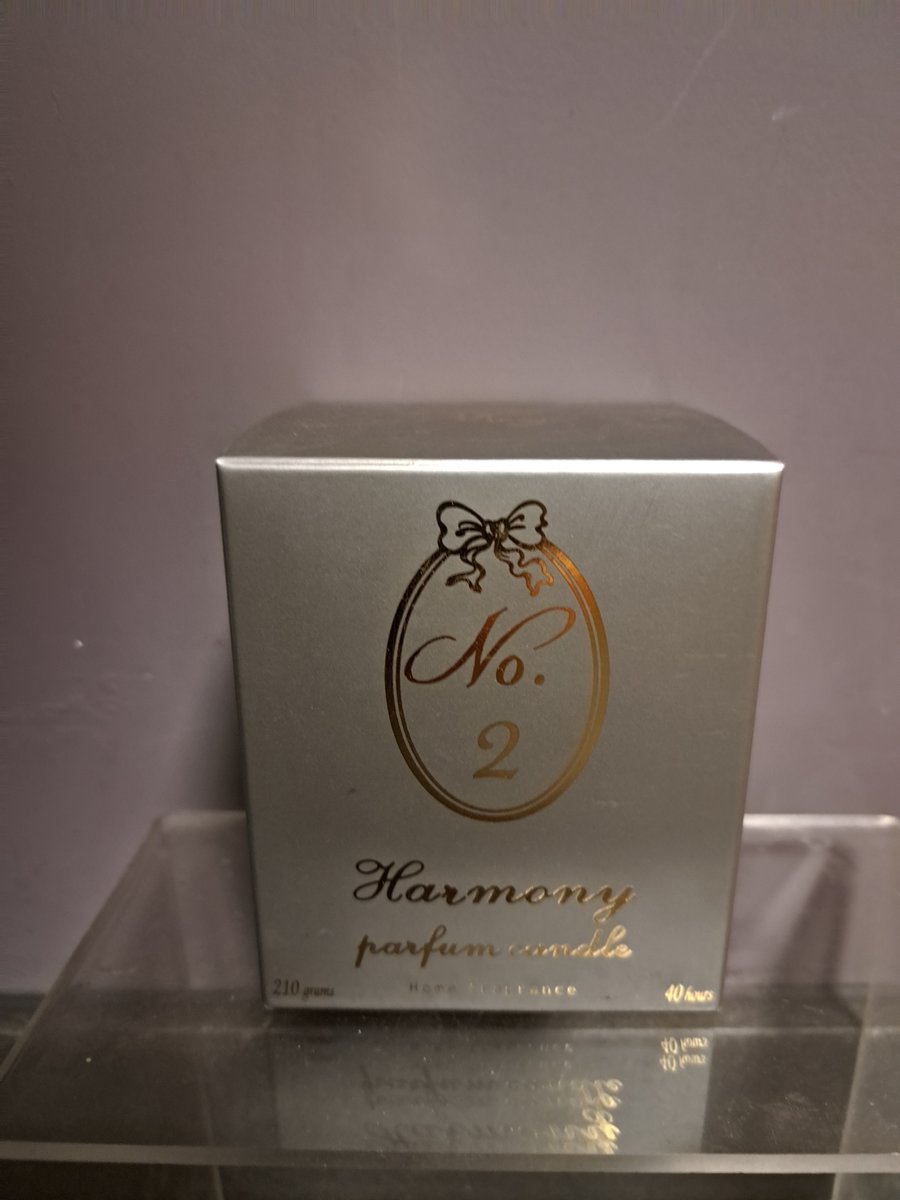 No.
2
Harmony
parfum candle
210 grams
Home Fragrance
40 hours